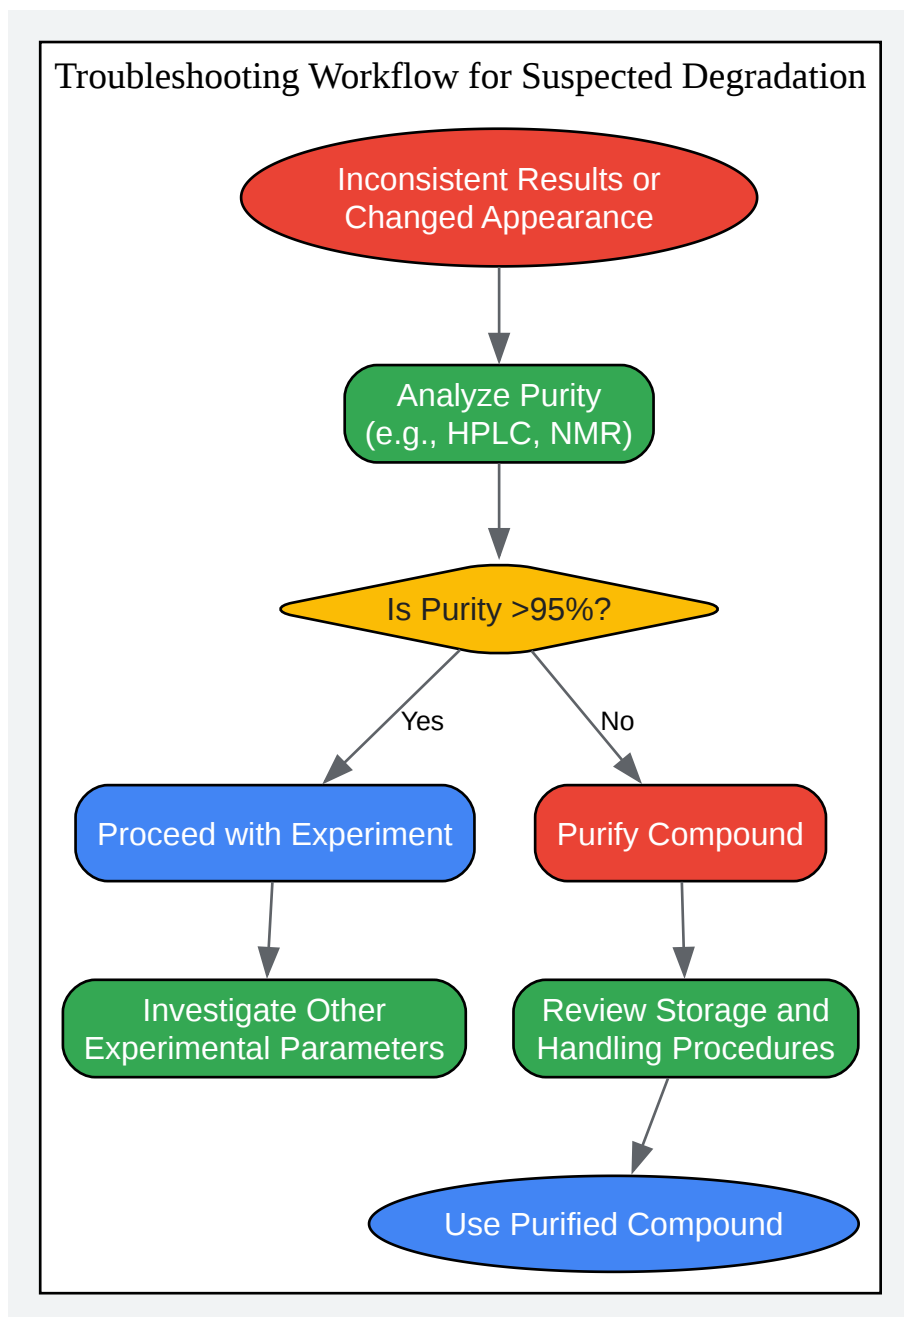 Troubleshooting Workflow for Suspected Degradation
Inconsistent Results or
Changed Appearance
Analyze Purity
(e.g., HPLC, NMR)
Is Purity >95%?
Yes
No
Proceed with Experiment
Purify Compound
Investigate Other
Experimental Parameters
Review Storage and
Handling Procedures
Use Purified Compound